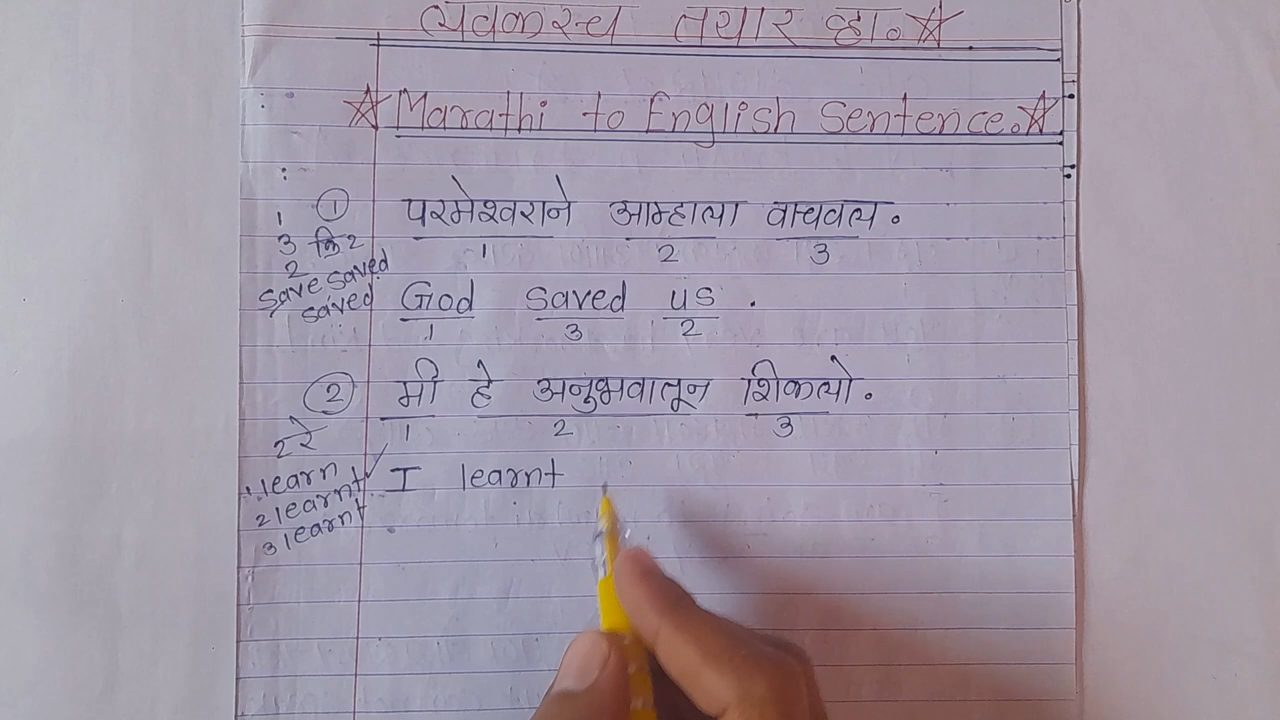 तयार व्हा.
Marathi to English Sentence.
1 परमेश्वराने आम्हाला वाचवल.
1 2 3
1
3 क्रि 2
2
save saved
saved
God saved us.
1 3 2
2 मी हे अनुभवातून शिकलो.
1 2 3
2 रे
1. learn
2 learnt
3 learnt
I learnt